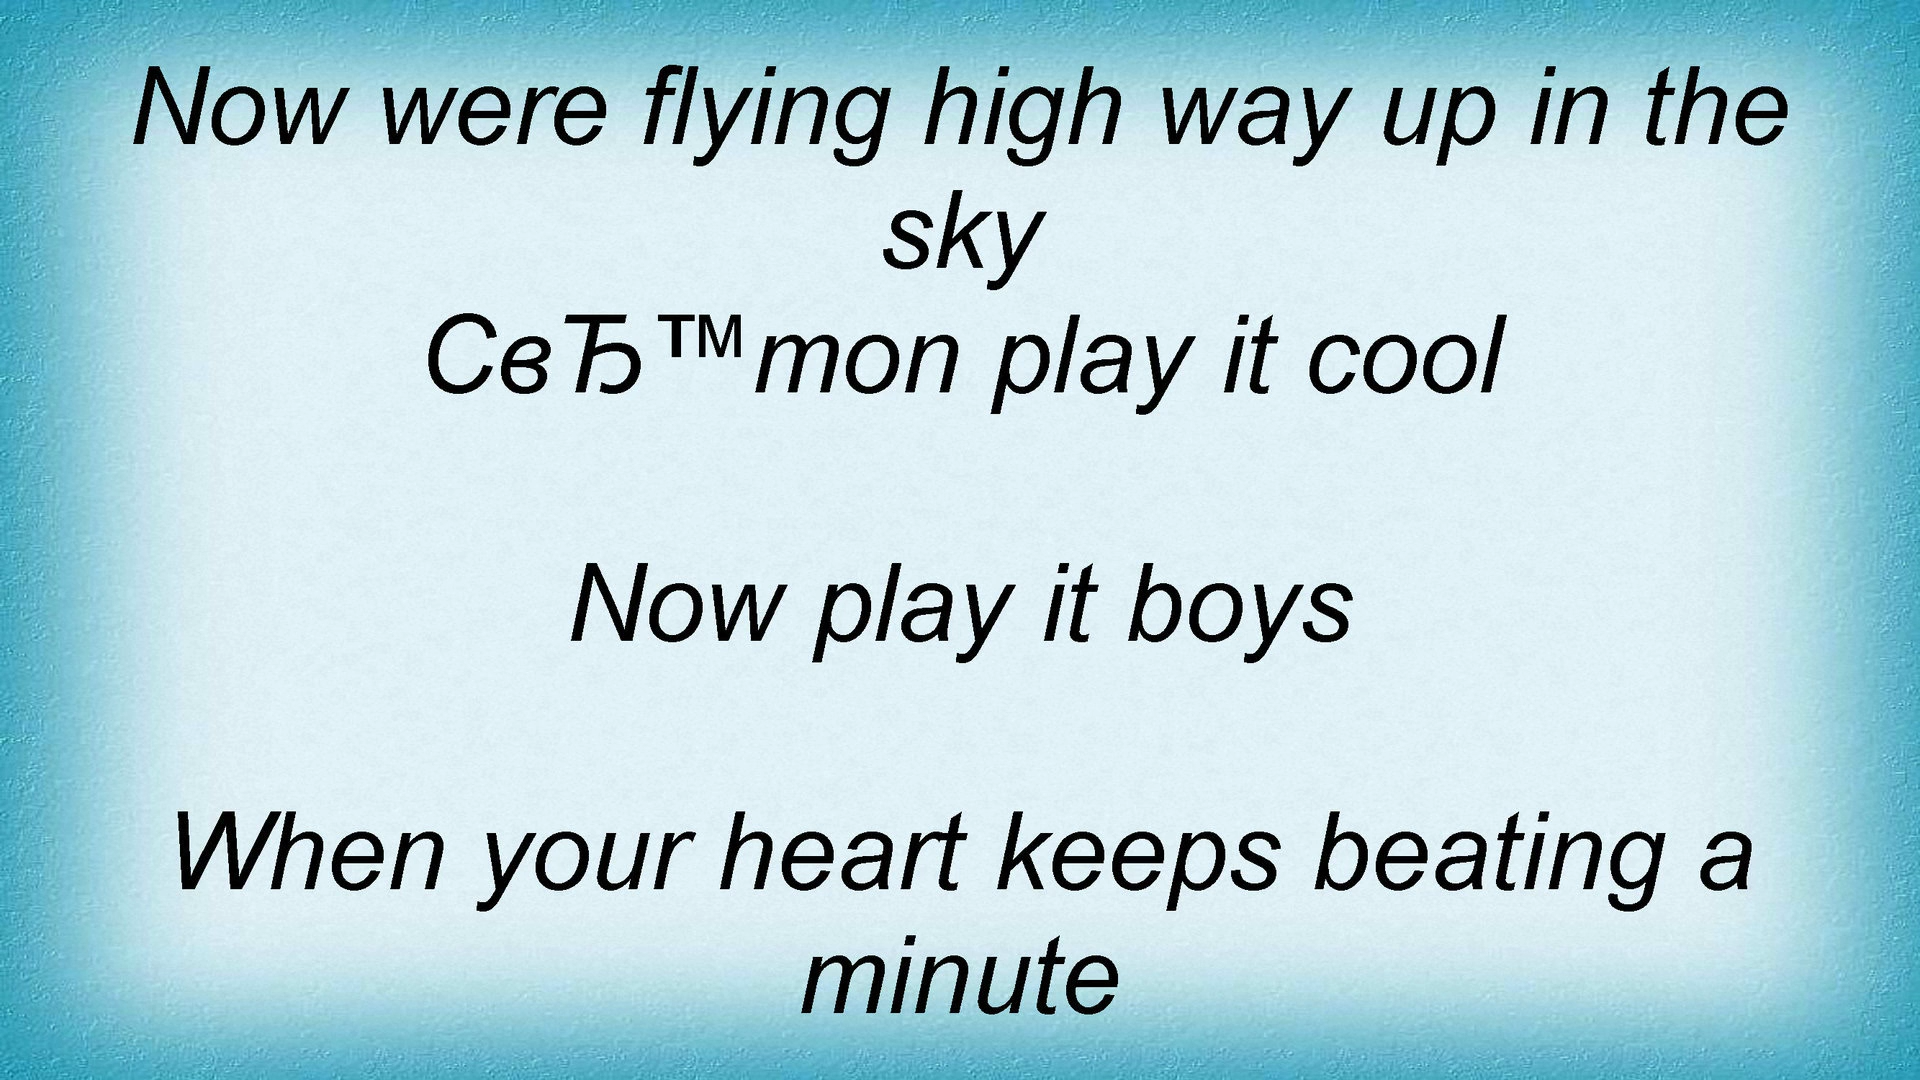 Now were flying high way up in the
sky
CвЂ™mon play it cool
Now play it boys
When your heart keeps beating a
minute